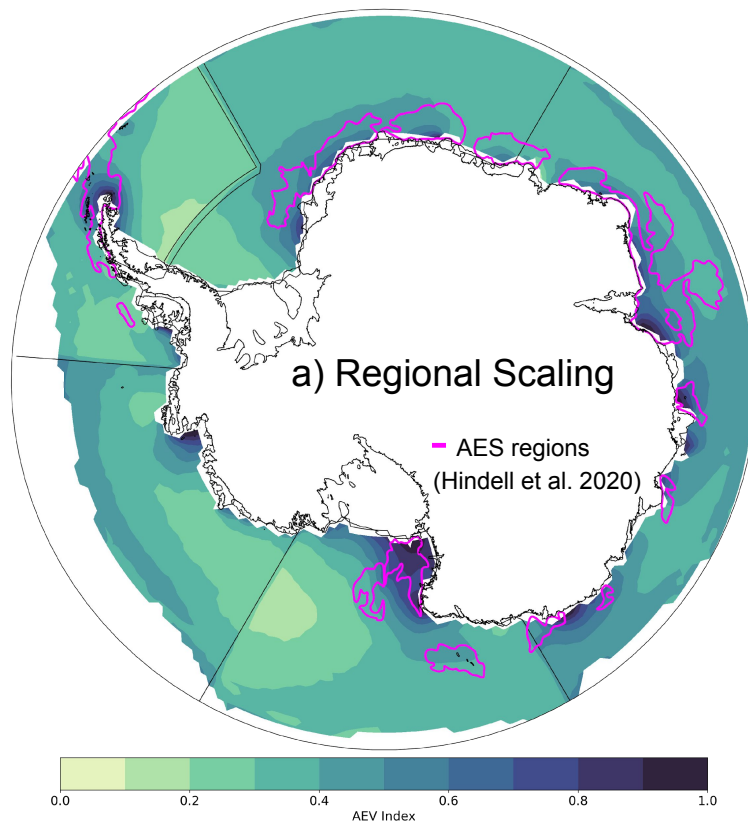 a) Regional Scaling
AES regions
(Hindell et al. 2020)
0.0 0.2 0.4 0.6 0.8 1.0
AEV Index